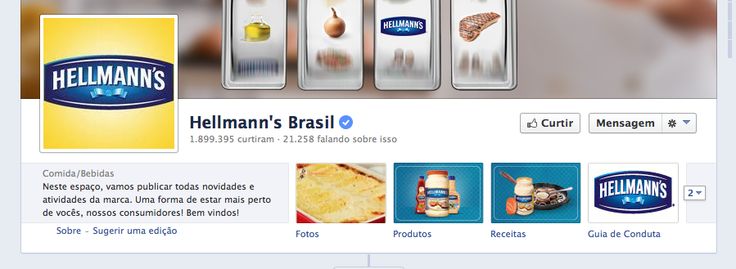 HELLMANN'S
HELLMANN'S
Hellmann's Brasil
1.899.395 curtiram · 21.258 falando sobre isso
Curtir
Mensagem
Comida/Bebidas
Neste espaço, vamos publicar todas novidades e
atividades da marca. Uma forma de estar mais perto
de vocês, nossos consumidores! Bem vindos!
Sobre - Sugerir uma edição
HELLMANN'S
2
Fotos
Produtos
Receitas
Guia de Conduta